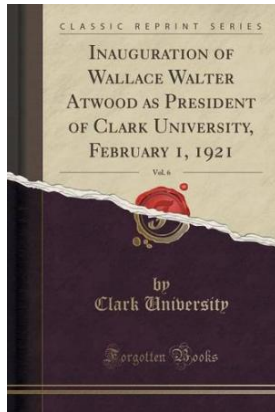 CLASSIC REPRINT SERIES
INAUGURATION OF
WALLACE WALTER
ATWOOD AS PRESIDENT
OF CLARK UNIVERSITY,
FEBRUARY 1, 1921
Vol. 6
by
Clark University
Forgotten Books